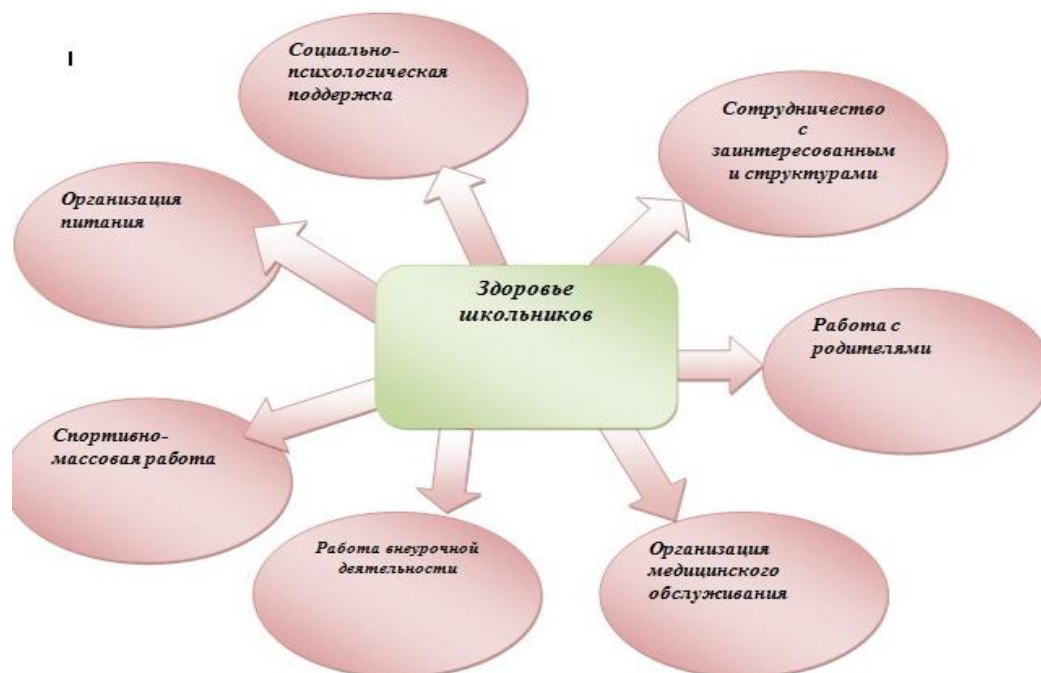 I
Социально-
психологическая
поддержка
Сотрудничество
с
заинтересованным
и структурами
Организация
питания
Здоровье
школьников
Работа с
родителями
Спортивно-
массовая работа
Работа внеурочной
деятельности
Организация
медицинского
обслуживания